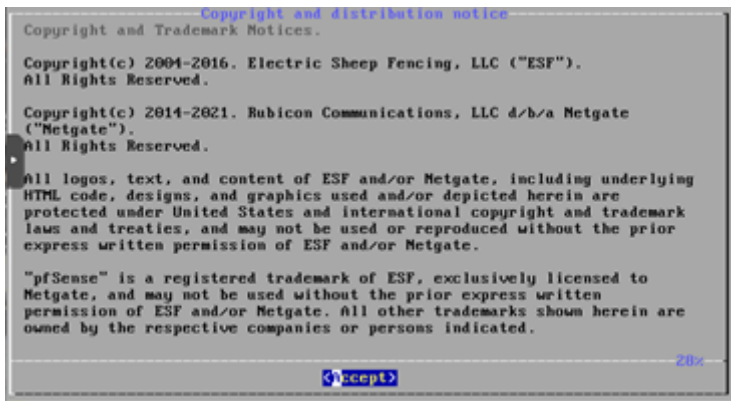 Copyright and distribution notice
Copyright and Trademark Notices.
Copyright(c) 2004-2016. Electric Sheep Fencing, LLC ("ESF").
All Rights Reserved.
Copyright(c) 2014-2021. Rubicon Communications, LLC d/b/a Netgate
("Netgate").
All Rights Reserved.
All logos, text, and content of ESF and/or Netgate, including underlying
HTML code, designs, and graphics used and/or depicted herein are
protected under United States and international copyright and trademark
laws and treaties, and may not be used or reproduced without the prior
express written permission of ESF and/or Netgate.
"pfSense" is a registered trademark of ESF, exclusively licensed to
Netgate, and may not be used without the prior express written
permission of ESF and/or Netgate. All other trademarks shown herein are
owned by the respective companies or persons indicated.
28%
<Accept>